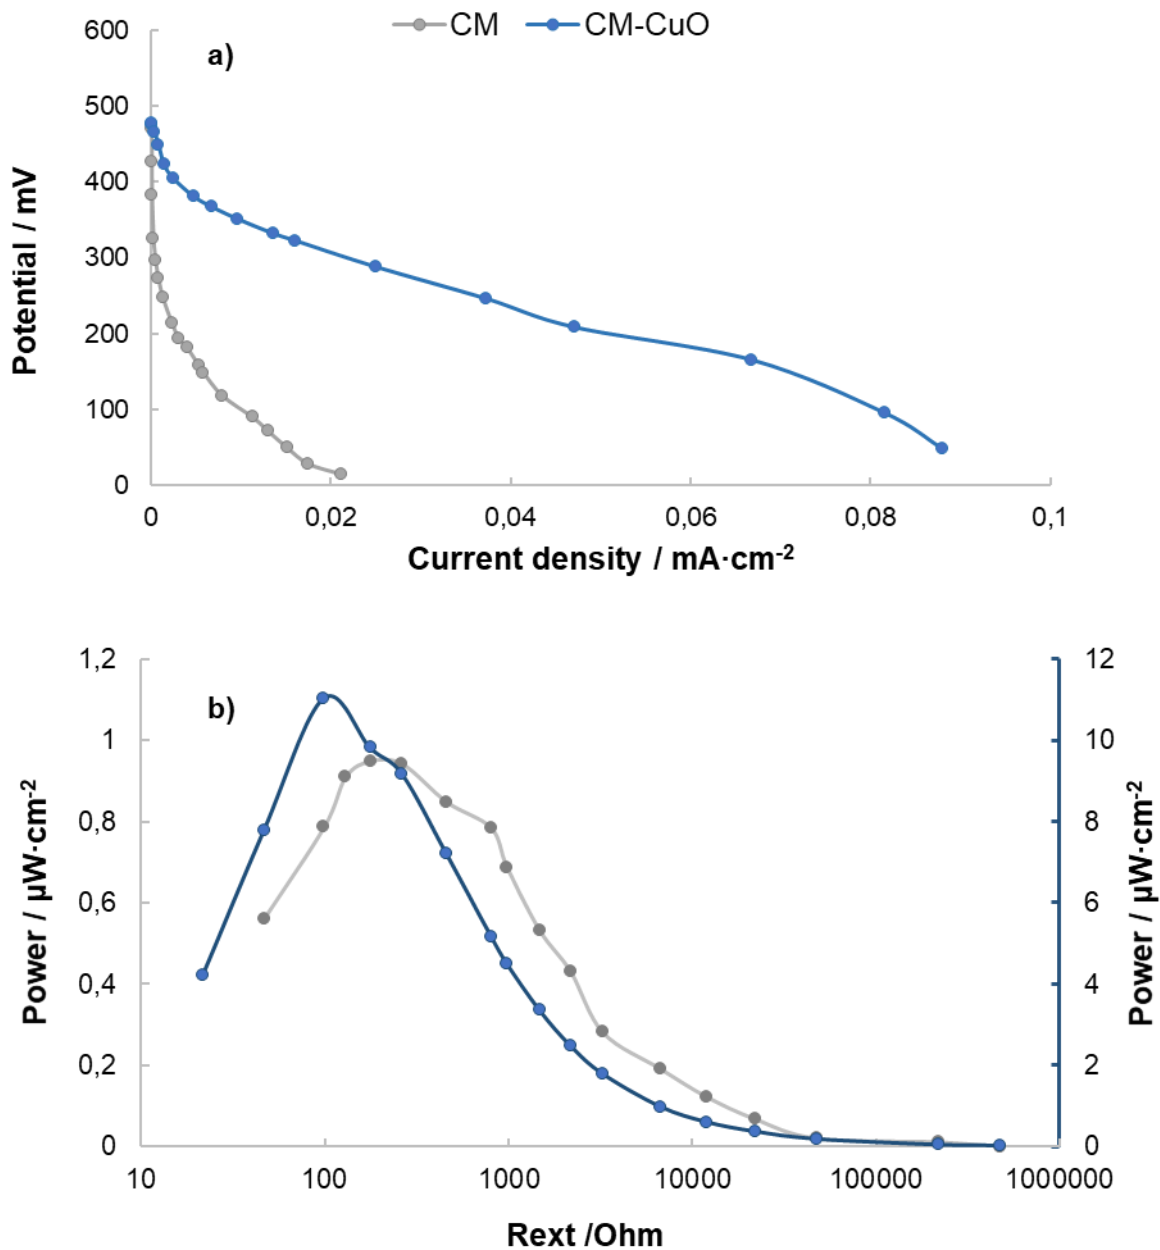 CM CM-CuO
a)
600
500
400
300
200
100
0
Potential / mV
0 0,02 0,04 0,06 0,08 0,1
Current density / mA·cm-2
b)
1,2
1
0,8
0,6
0,4
0,2
0
Power / µW·cm-2
12
10
8
6
4
2
0
Power / µW·cm-2
10 100 1000 10000 100000 1000000
Rext /Ohm